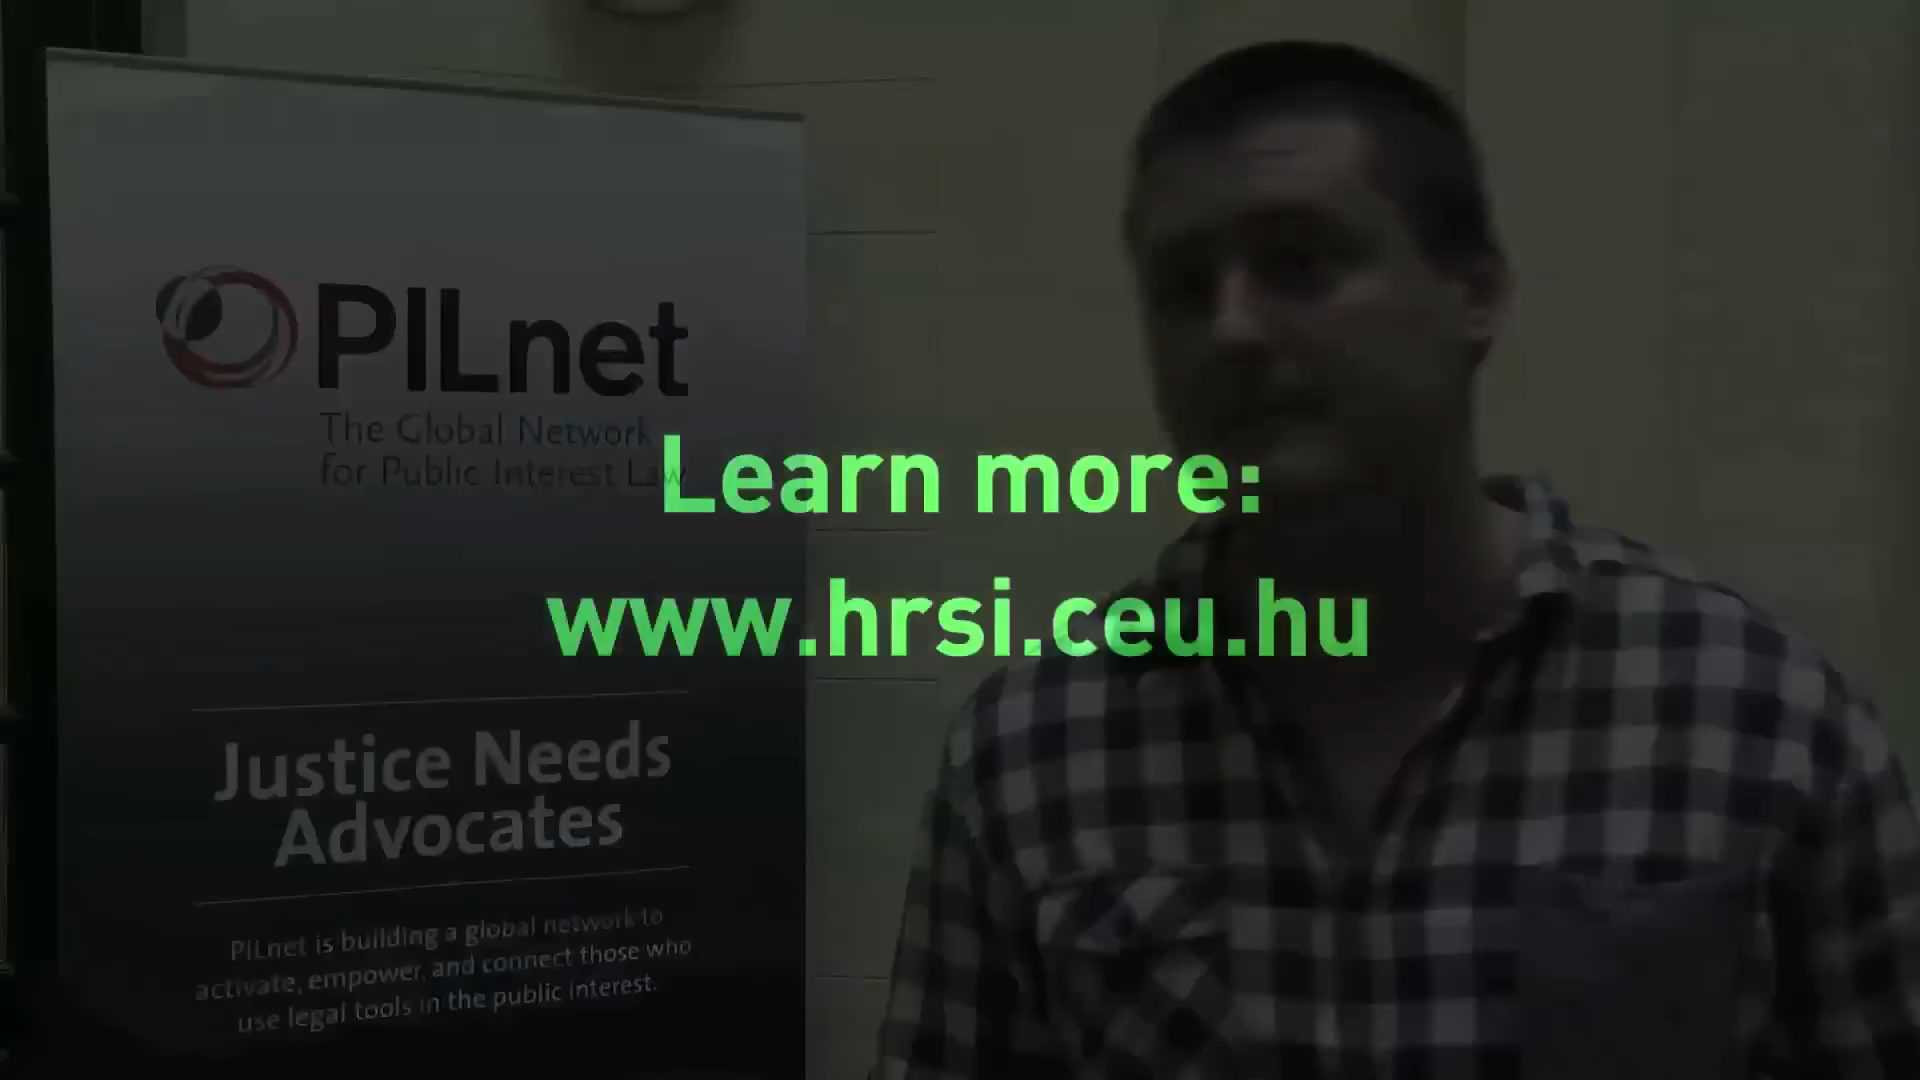 PILnet
The Global Network
for Public Interest Law
Learn more:
www.hrsi.ceu.hu
Justice Needs
Advocates
PILnet is building a global network to
activate, empower, and connect those who
use legal tools in the public interest.